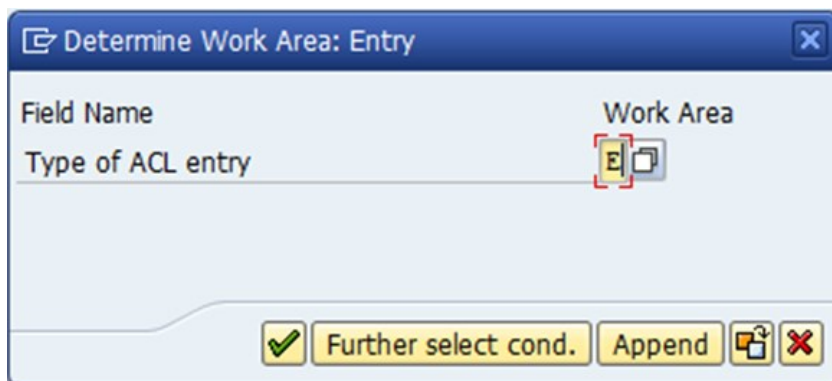 Determine Work Area: Entry
Field Name Work Area
Type of ACL entry E
Further select cond. Append